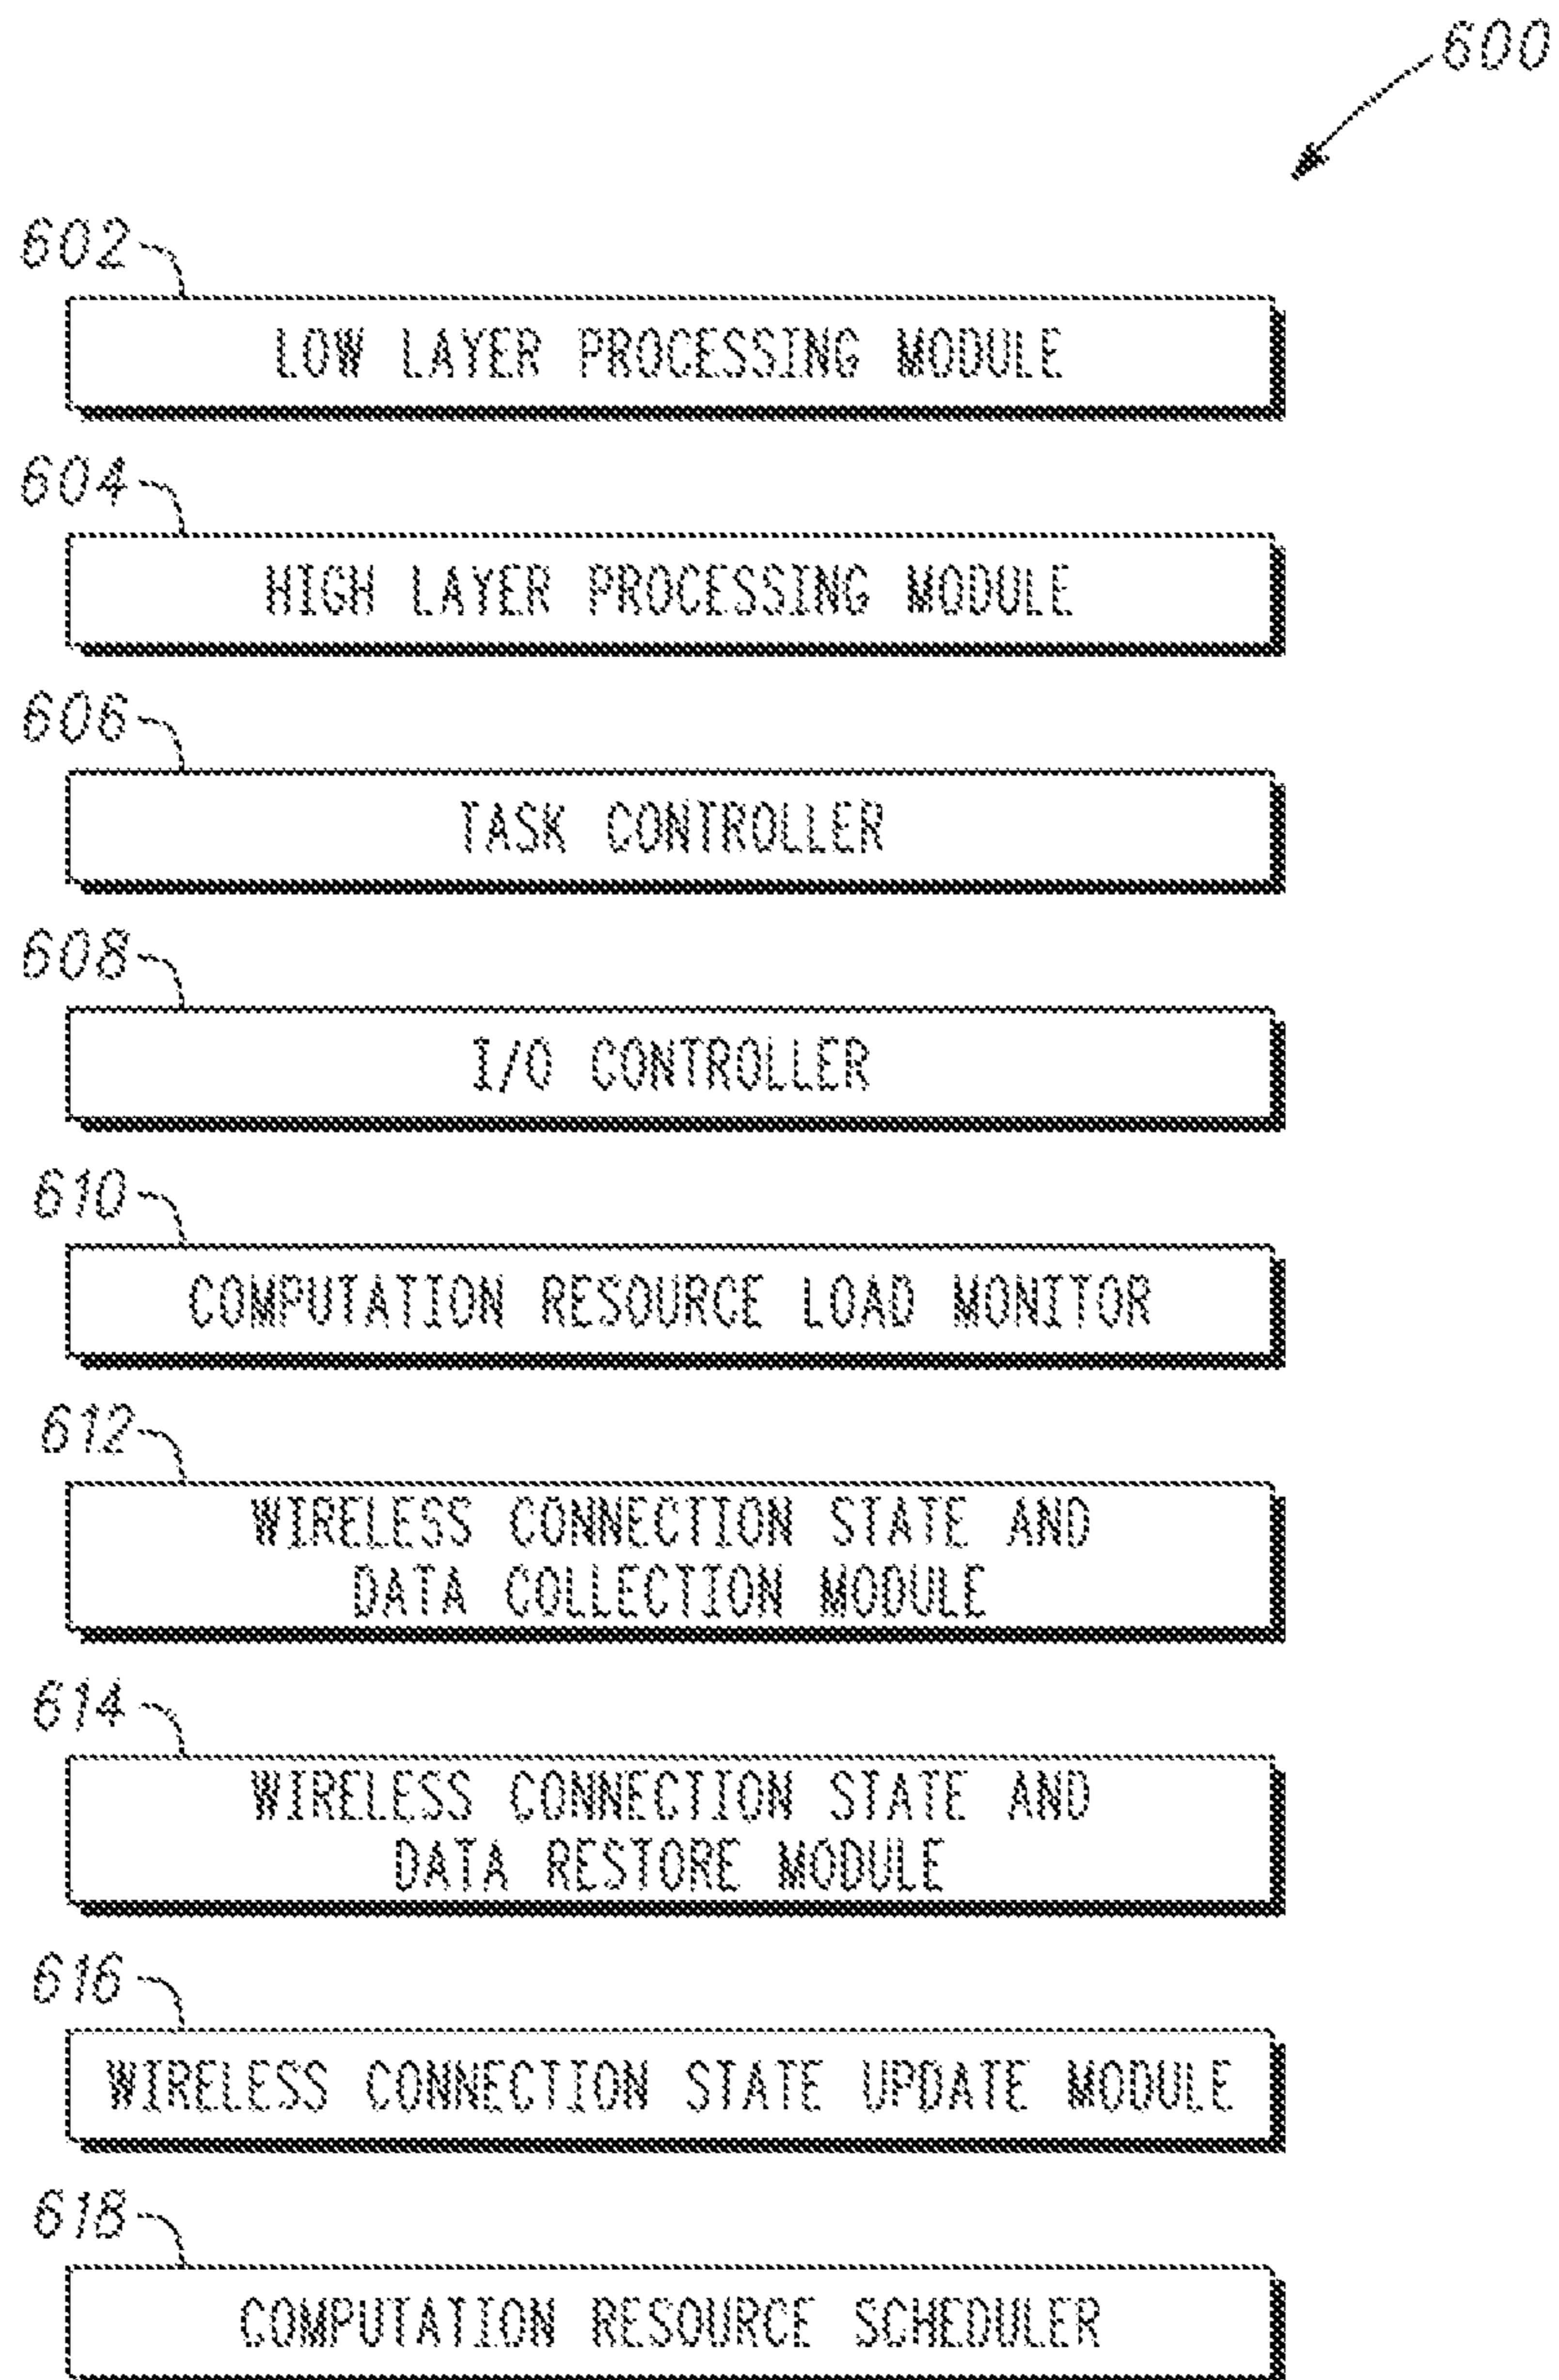 600
602
LOW LAYER PROCESSING MODULE
604
HIGH LAYER PROCESSING MODULE
606
TASK CONTROLLER
608
I/O CONTROLLER
610
COMPUTATION RESOURCE LOAD MONITOR
612
WIRELESS CONNECTION STATE AND
DATA COLLECTION MODULE
614
WIRELESS CONNECTION STATE AND
DATA RESTORE MODULE
616
WIRELESS CONNECTION STATE UPDATE MODULE
618
COMPUTATION RESOURCE SCHEDULER